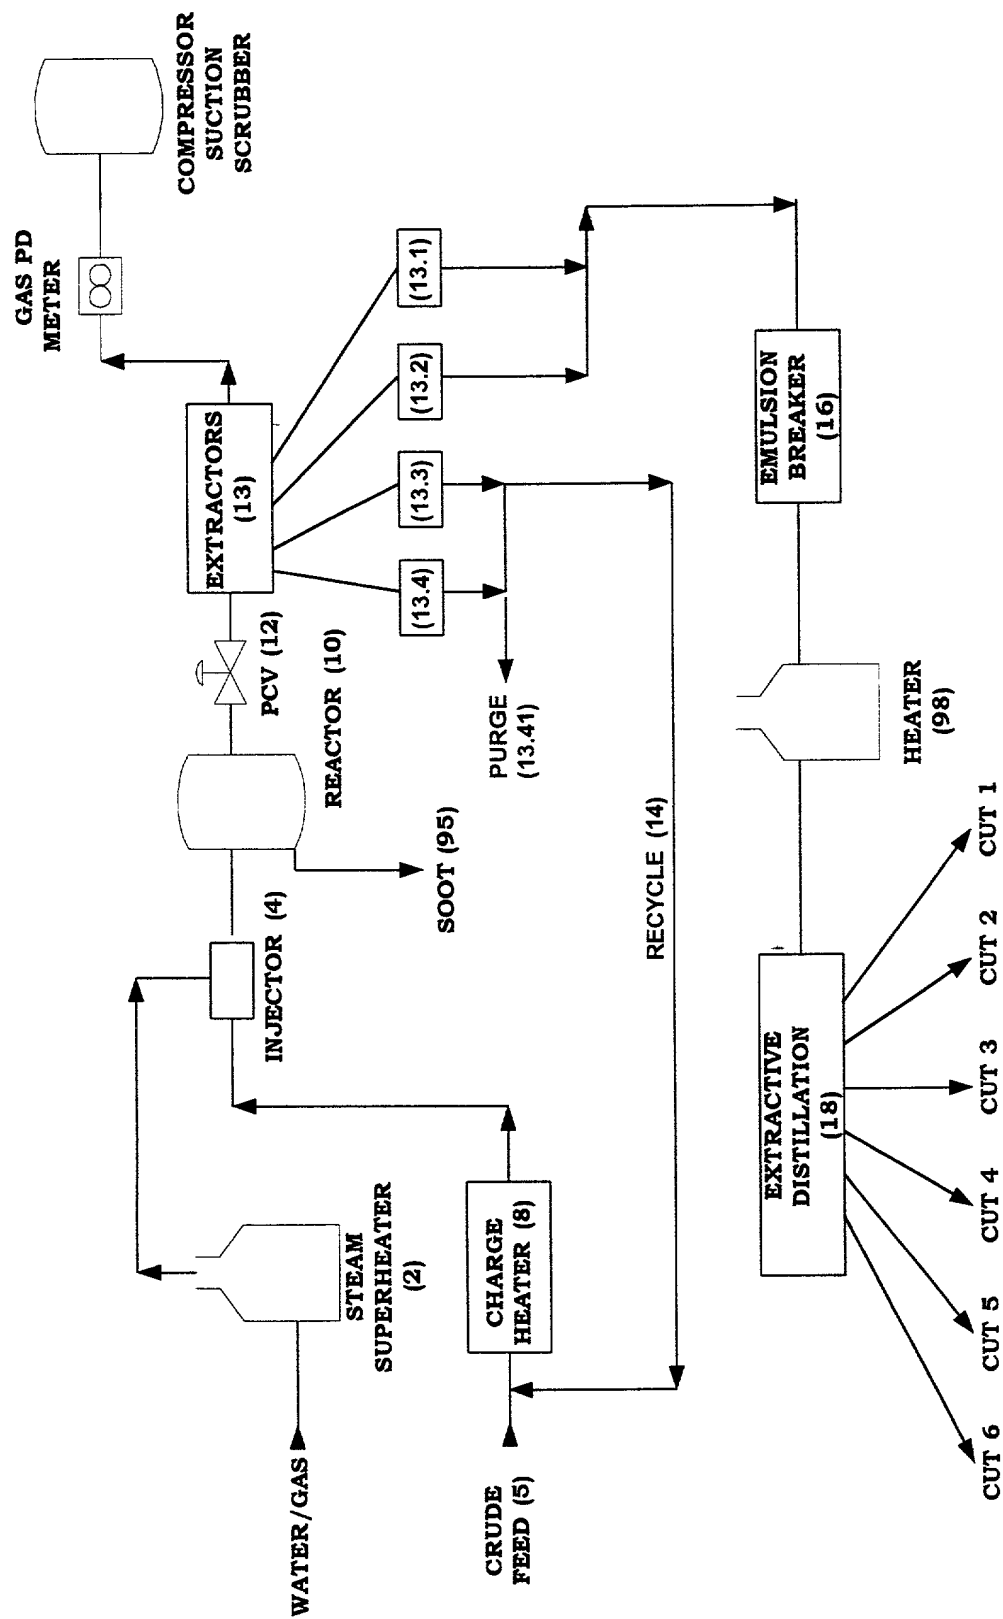 GAS PD
METER
COMPRESSOR
SUCTION
SCRUBBER
EXTRACTORS
(13)
PCV (12)
REACTOR (10)
SOOT (95)
INJECTOR (4)
STEAM
SUPERHEATER
(2)
WATER/GAS
(13.1)
(13.2)
(13.3)
(13.4)
PURGE
(13.41)
CHARGE
HEATER (8)
CRUDE
FEED (5)
RECYCLE (14)
EMULSION
BREAKER
(16)
HEATER
(98)
EXTRACTIVE
DISTILLATION
(18)
CUT 6
CUT 5
CUT 4
CUT 3
CUT 2
CUT 1